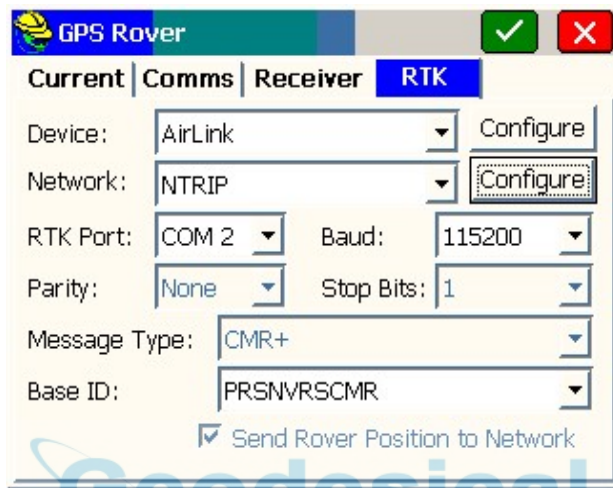 GPS Rover
Current Comms Receiver RTK
Device: AirLink Configure
Network: NTRIP Configure
RTK Port: COM 2 Baud: 115200
Parity: None Stop Bits: 1
Message Type: CMR+
Base ID: PRSNVRSCMR
Send Rover Position to Network